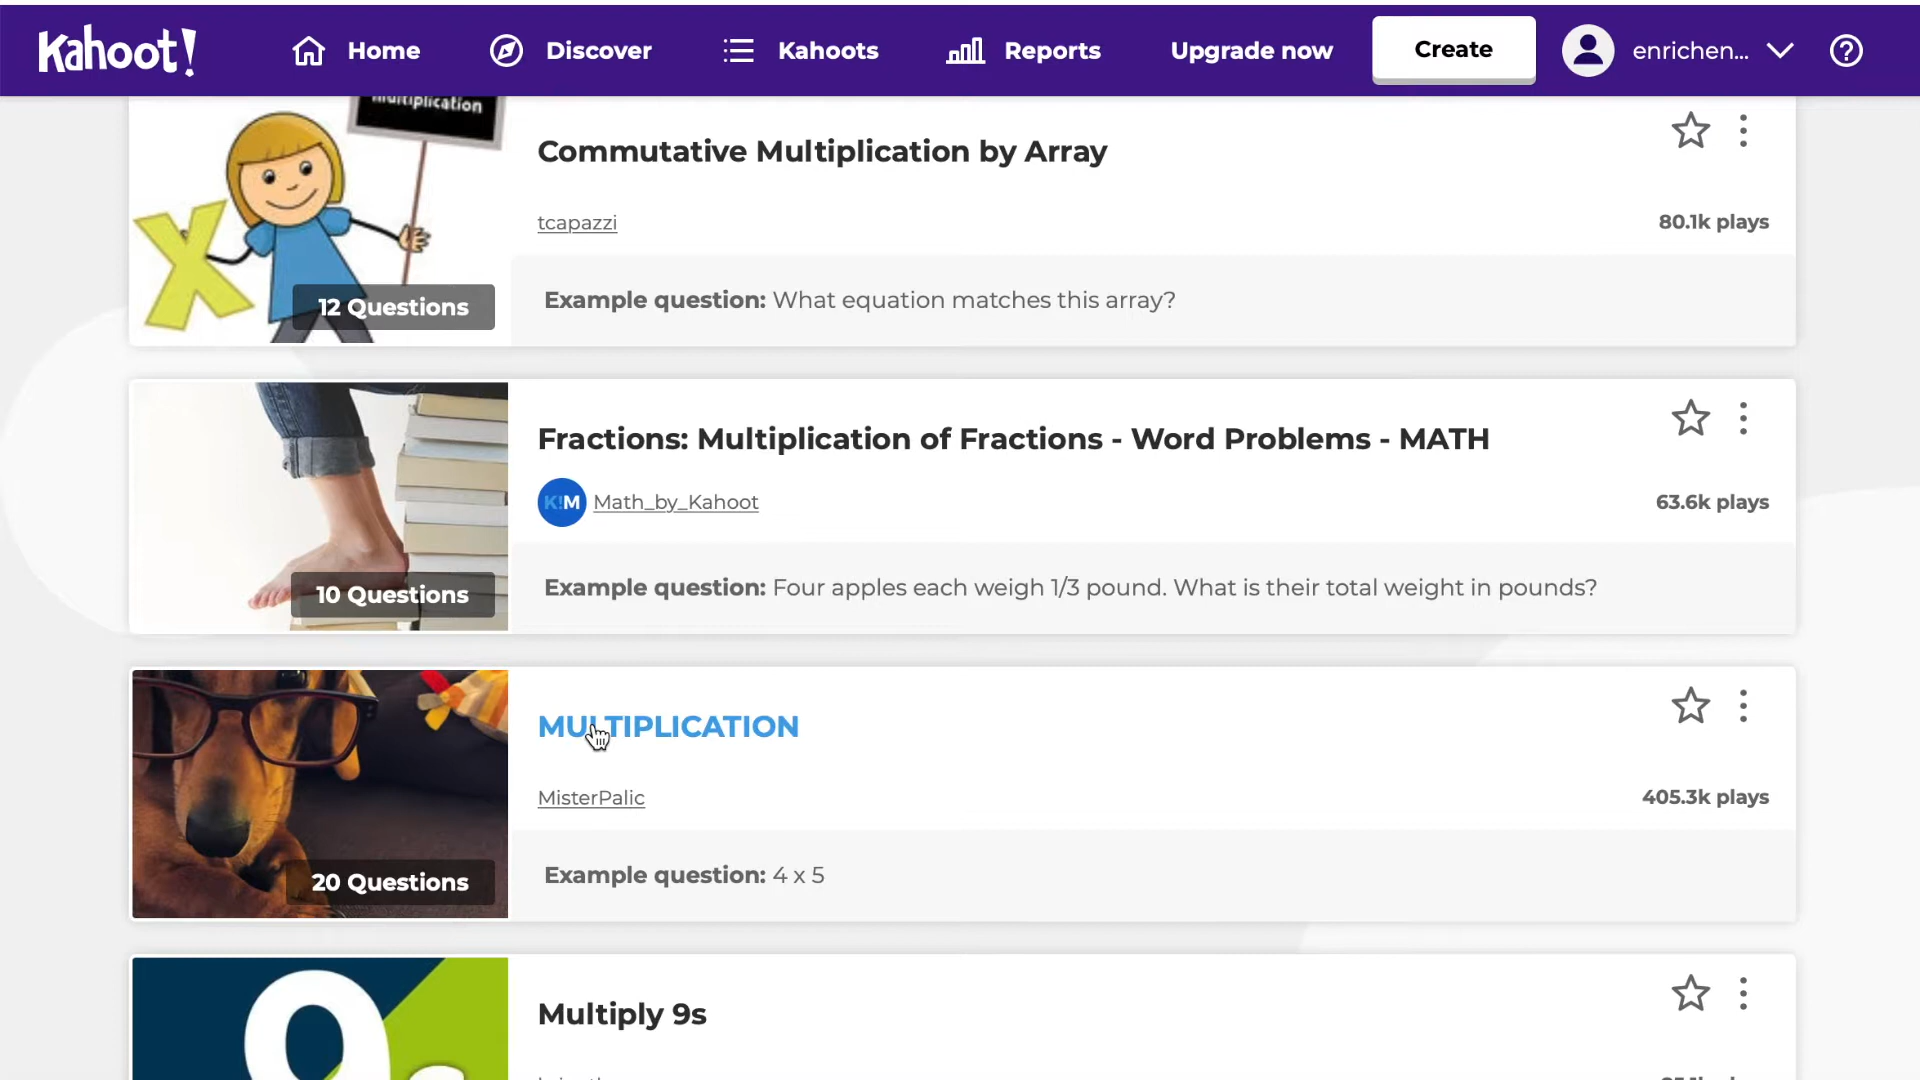 Kahoot!
Home
Discover
Kahoots
Reports
Upgrade now
Create
enrichen...
multiplication
Commutative Multiplication by Array
tcapazzi
80.1k plays
12 Questions
Example question: What equation matches this array?
Fractions: Multiplication of Fractions - Word Problems - MATH
K!M
Math_by_Kahoot
63.6k plays
10 Questions
Example question: Four apples each weigh 1/3 pound. What is their total weight in pounds?
MULTIPLICATION
MisterPalic
405.3k plays
20 Questions
Example question: 4 x 5
9
Multiply 9s